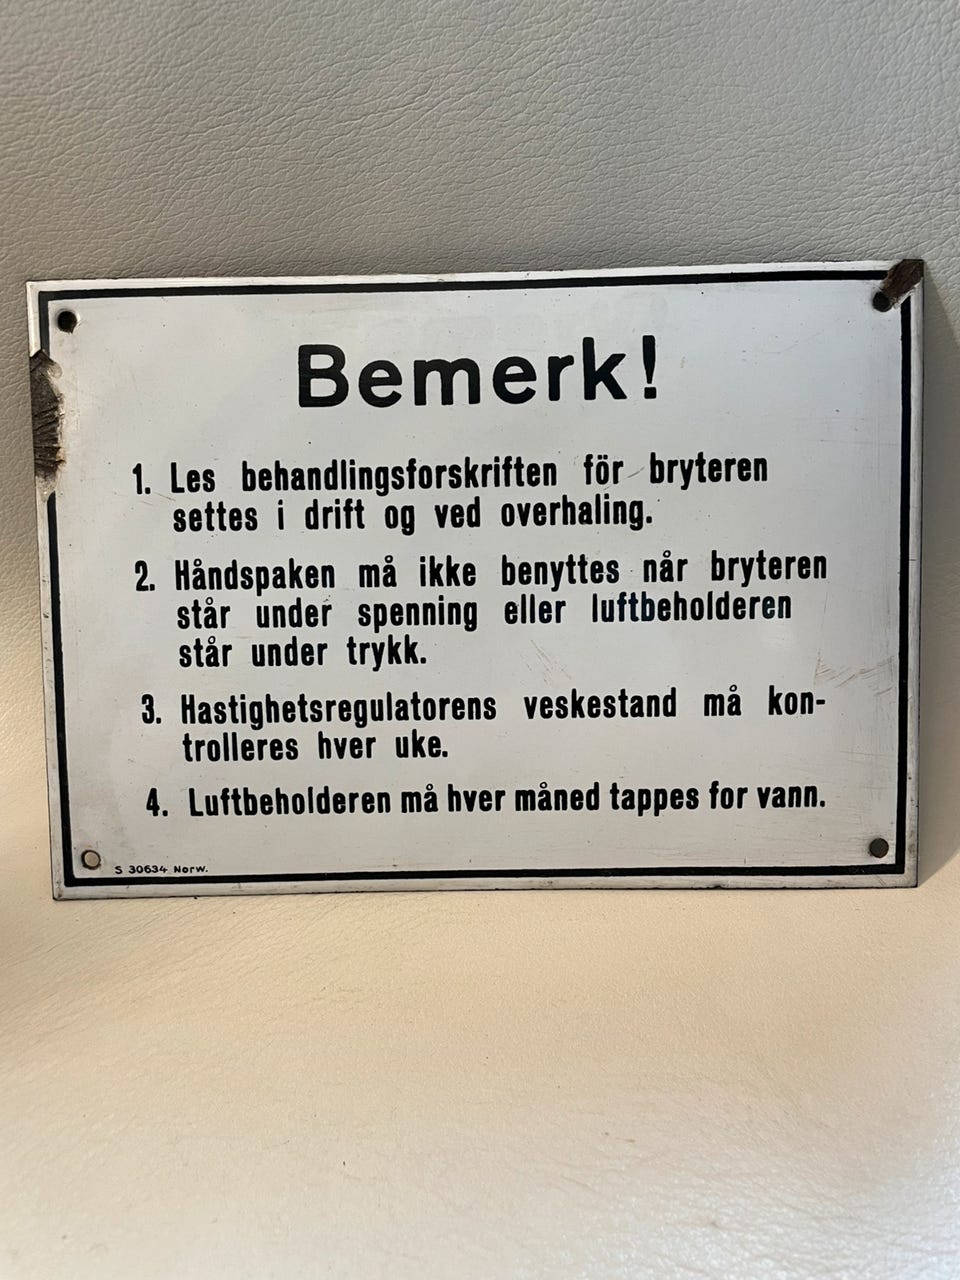 Bemerk!
1. Les behandlingsforskriften för bryteren
settes i drift og ved overhaling.
2. Håndspaken må ikke benyttes når bryteren
står under spenning eller luftbeholderen
står under trykk.
3. Hastighetsregulatorens veskestand må kon-
trolleres hver uke.
4. Luftbeholderen må hver måned tappes for vann.
S 30634 Norw.